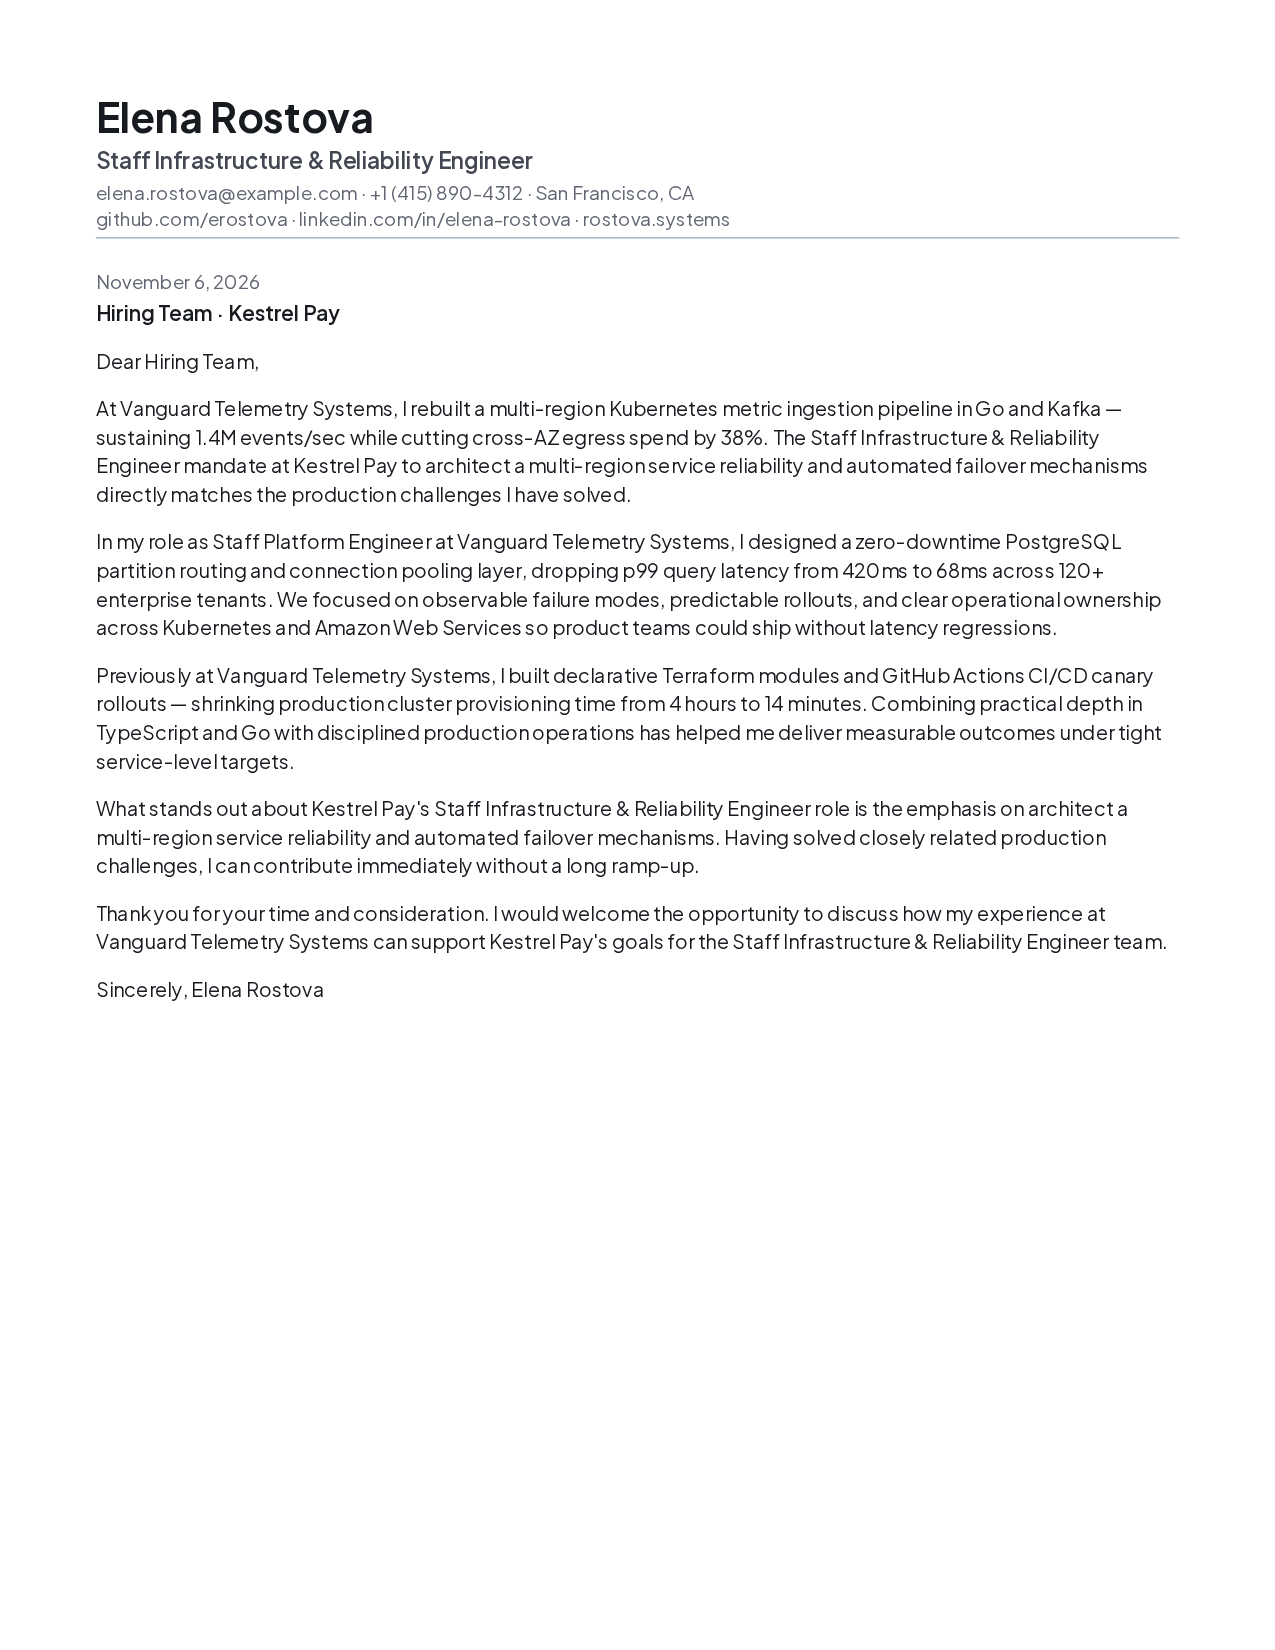 Elena Rostova
Staff Infrastructure & Reliability Engineer
elena.rostova@example.com · +1 (415) 890-4312 · San Francisco, CA
github.com/erostova · linkedin.com/in/elena-rostova · rostova.systems
November 6, 2026
Hiring Team · Kestrel Pay
Dear Hiring Team,
At Vanguard Telemetry Systems, I rebuilt a multi-region Kubernetes metric ingestion pipeline in Go and Kafka —
sustaining 1.4M events/sec while cutting cross-AZ egress spend by 38%. The Staff Infrastructure & Reliability
Engineer mandate at Kestrel Pay to architect a multi-region service reliability and automated failover mechanisms
directly matches the production challenges I have solved.
In my role as Staff Platform Engineer at Vanguard Telemetry Systems, I designed a zero-downtime PostgreSQL
partition routing and connection pooling layer, dropping p99 query latency from 420ms to 68ms across 120+
enterprise tenants. We focused on observable failure modes, predictable rollouts, and clear operational ownership
across Kubernetes and Amazon Web Services so product teams could ship without latency regressions.
Previously at Vanguard Telemetry Systems, I built declarative Terraform modules and GitHub Actions CI/CD canary
rollouts — shrinking production cluster provisioning time from 4 hours to 14 minutes. Combining practical depth in
TypeScript and Go with disciplined production operations has helped me deliver measurable outcomes under tight
service-level targets.
What stands out about Kestrel Pay's Staff Infrastructure & Reliability Engineer role is the emphasis on architect a
multi-region service reliability and automated failover mechanisms. Having solved closely related production
challenges, I can contribute immediately without a long ramp-up.
Thank you for your time and consideration. I would welcome the opportunity to discuss how my experience at
Vanguard Telemetry Systems can support Kestrel Pay's goals for the Staff Infrastructure & Reliability Engineer team.
Sincerely, Elena Rostova